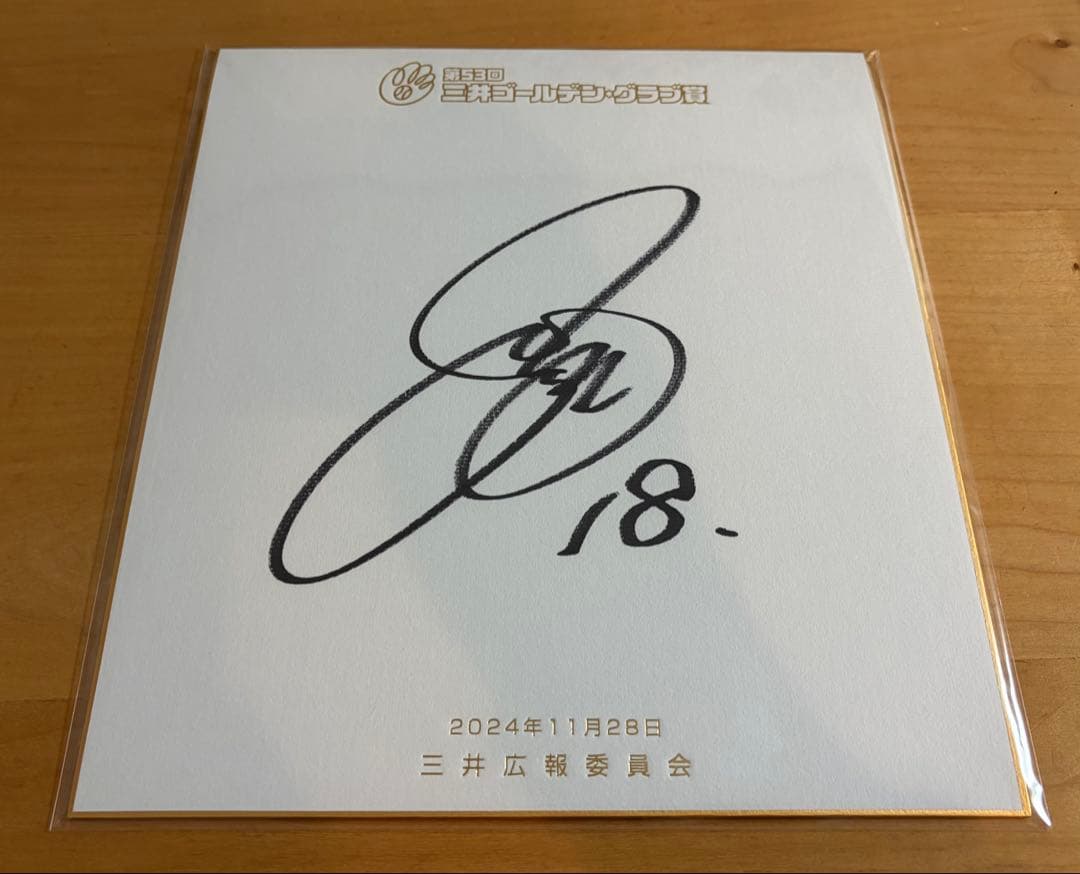 第53回
三井ゴールデン・グラブ賞
18.
2024年11月28日
三井広報委員会